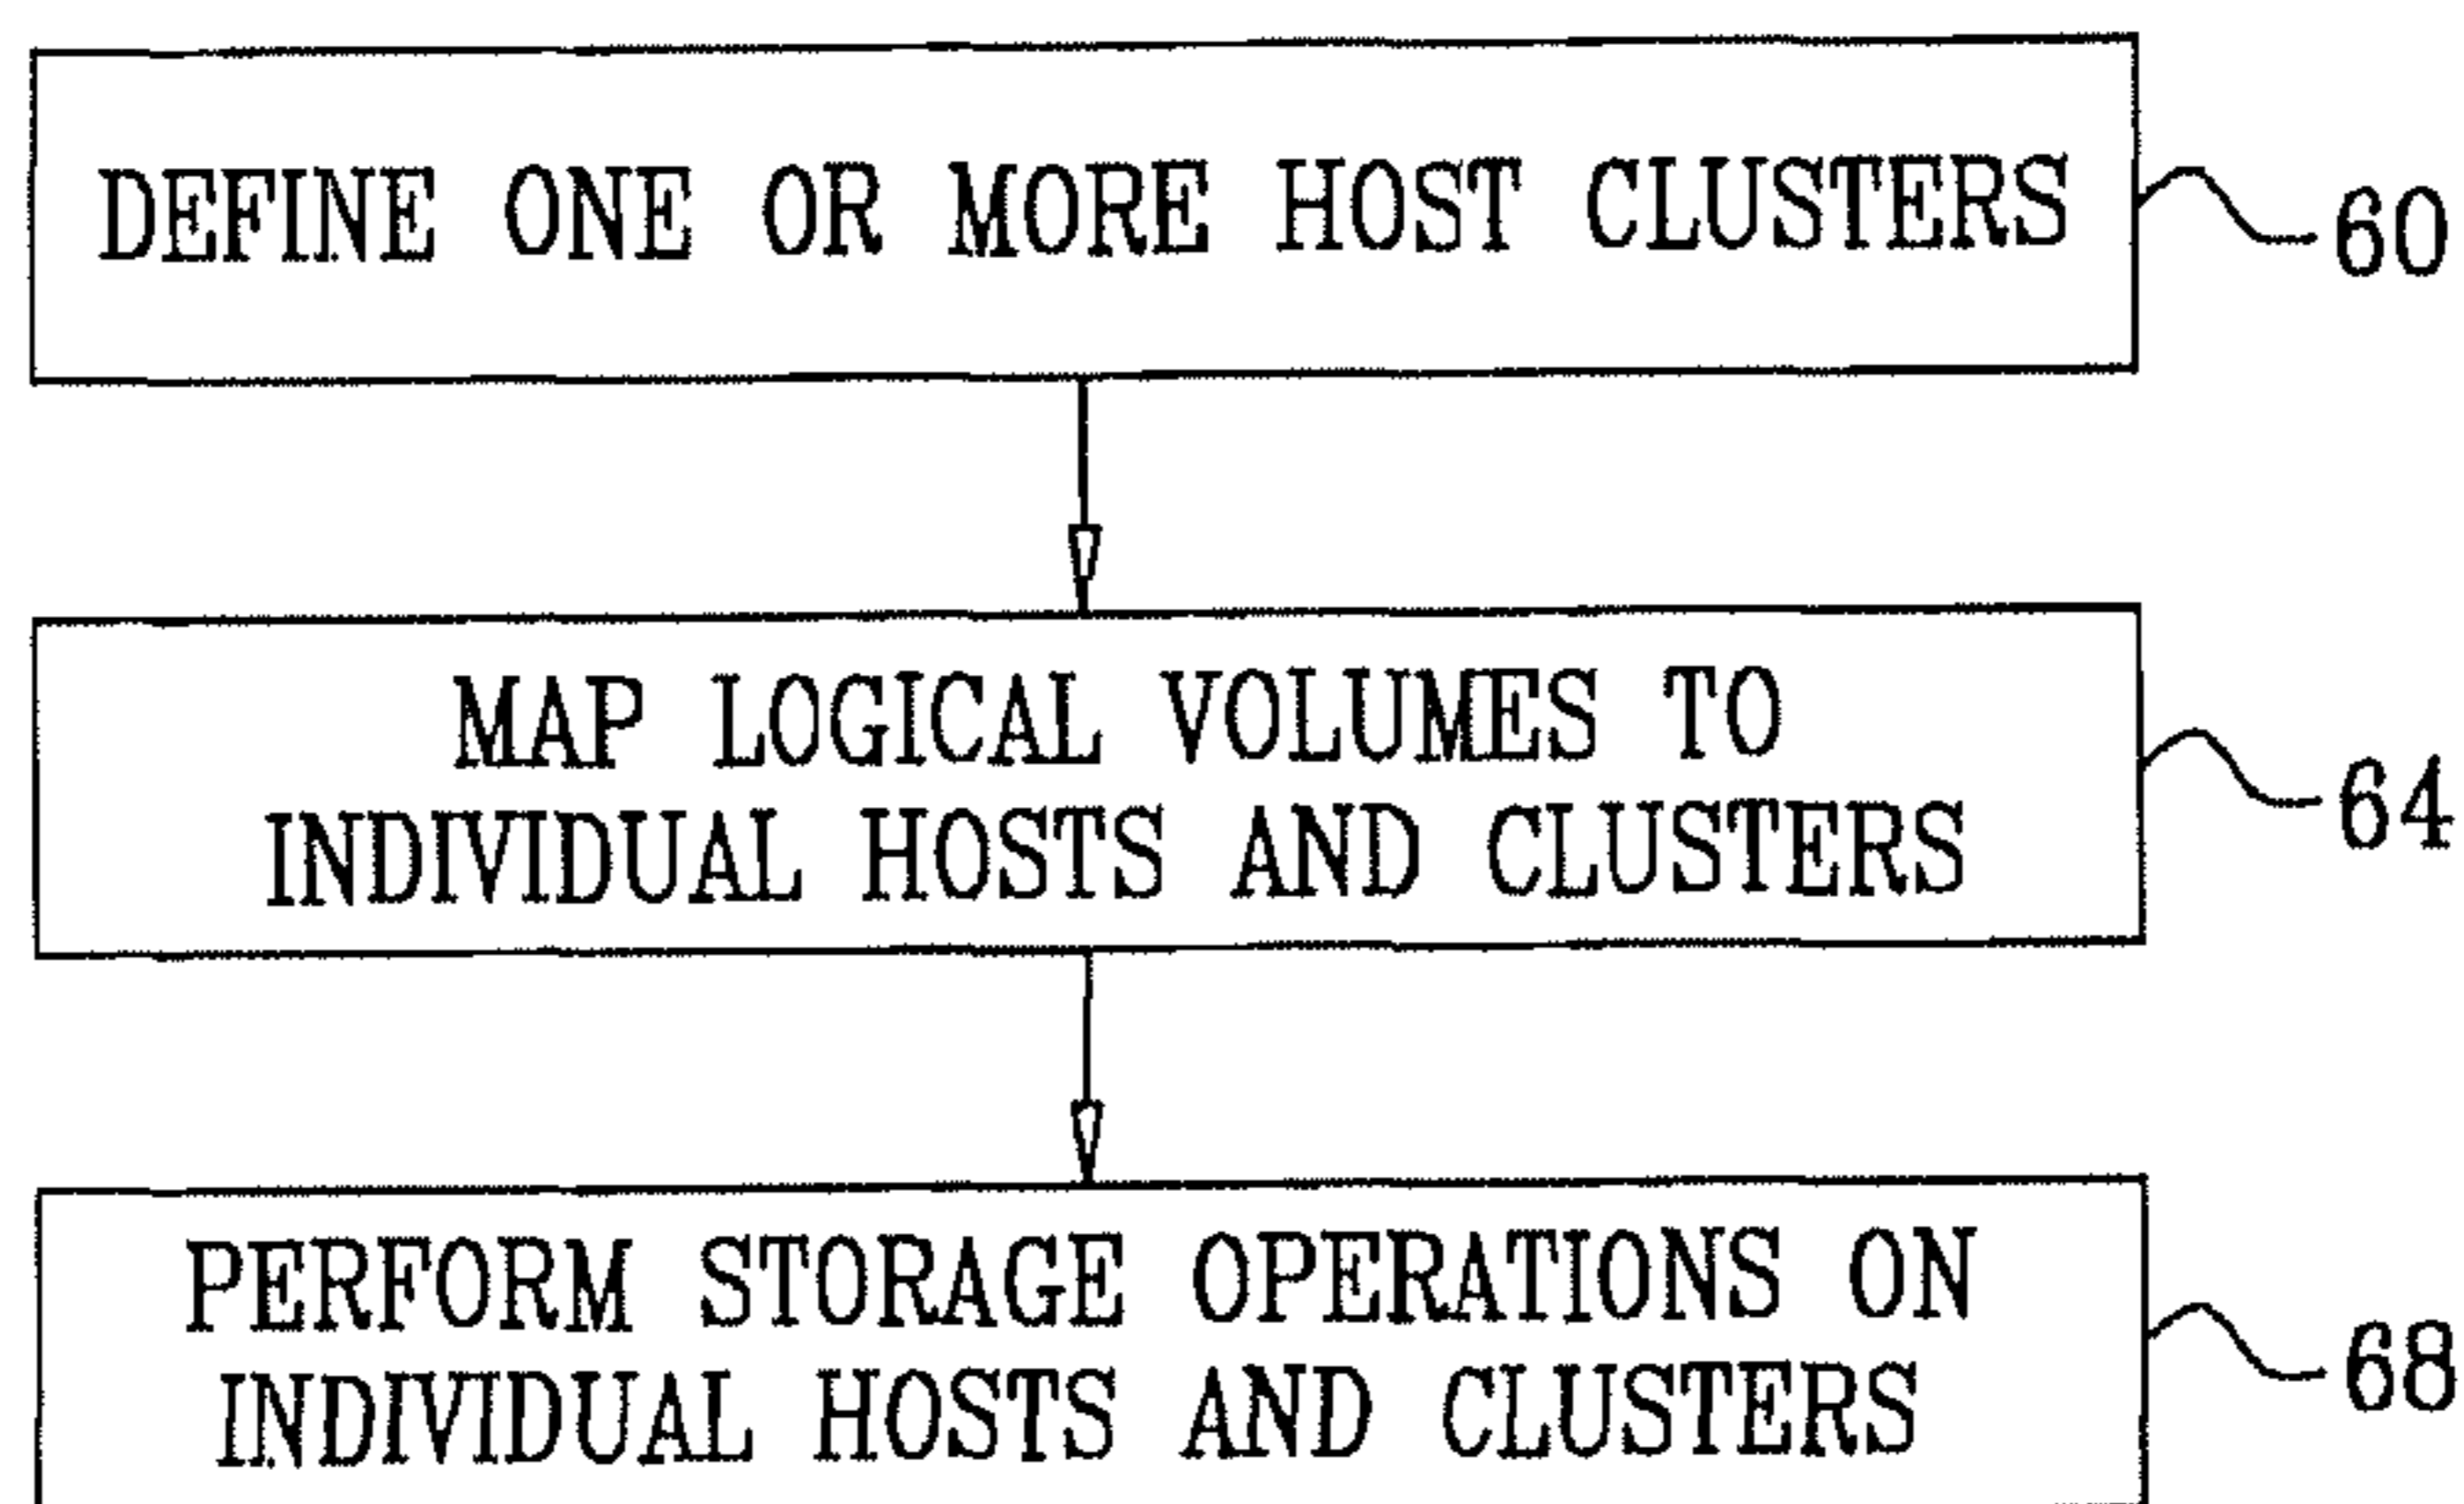 DEFINE ONE OR MORE HOST CLUSTERS
60
MAP LOGICAL VOLUMES TO
INDIVIDUAL HOSTS AND CLUSTERS
64
PERFORM STORAGE OPERATIONS ON
INDIVIDUAL HOSTS AND CLUSTERS
68